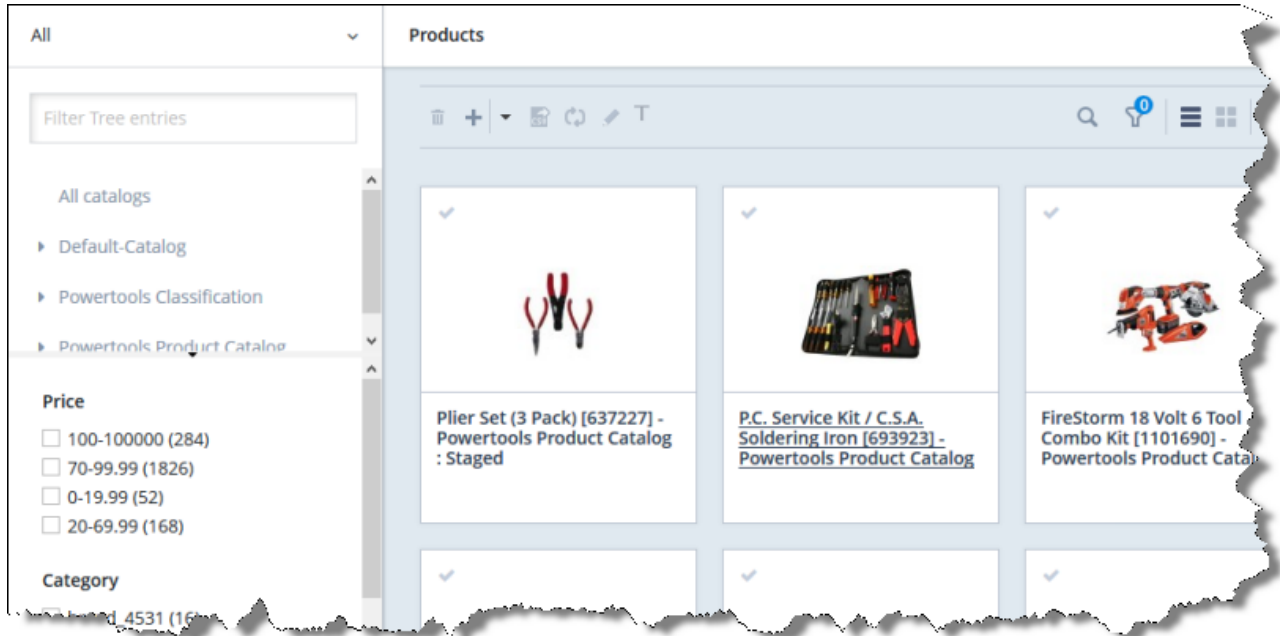 All
Products
Filter Tree entries
T
0
All catalogs
Default-Catalog
Powertools Classification
Powertools Product Catalog
Price
100-100000 (284)
70-99.99 (1826)
0-19.99 (52)
20-69.99 (168)
Category
4531
Plier Set (3 Pack) [637227] -
Powertools Product Catalog
: Staged
P.C. Service Kit / C.S.A.
Soldering Iron [693923] -
Powertools Product Catalog
FireStorm 18 Volt 6 Tool
Combo Kit [1101690] -
Powertools Product